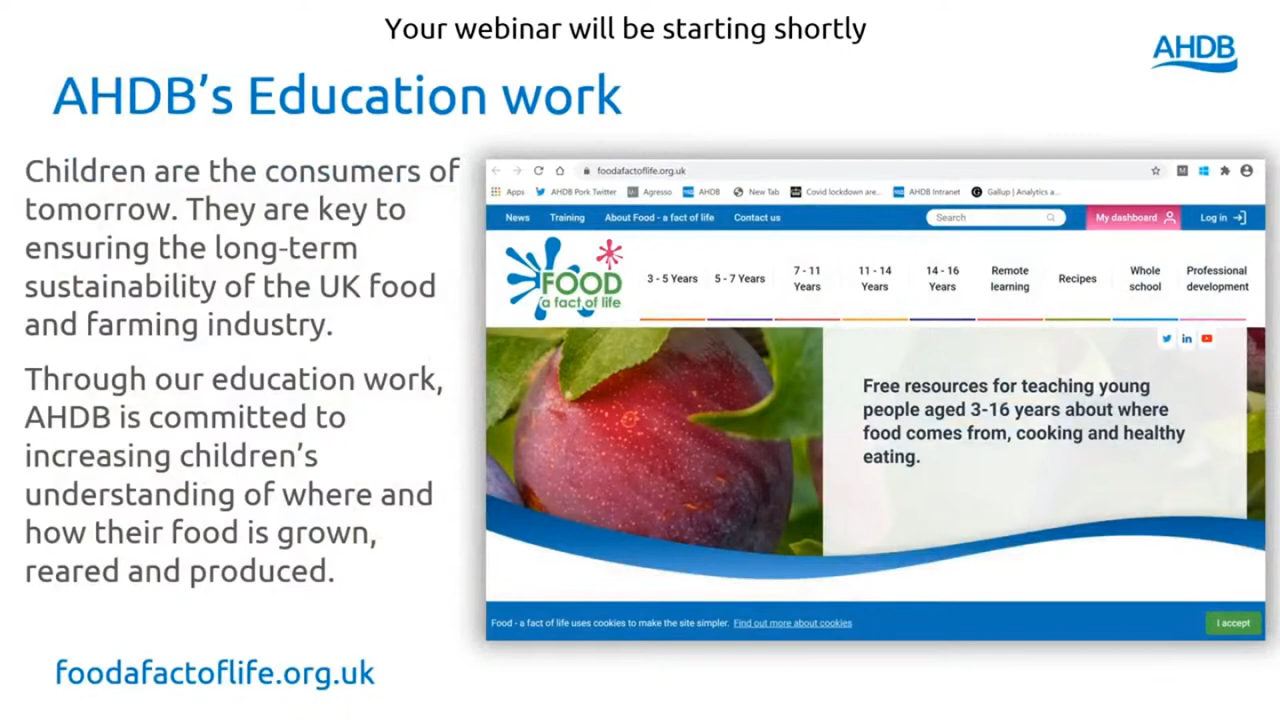 Your webinar will be starting shortly
AHDB
AHDB's Education work
Children are the consumers of
tomorrow. They are key to
ensuring the long-term
sustainability of the UK food
and farming industry.
Through our education work,
AHDB is committed to
increasing children's
understanding of where and
how their food is grown,
reared and produced.
foodafactoflife.org.uk
foodafactoflife.org.uk
Apps AHDB Pork Twitter Agresso AHDB New Tab Covid lockdown are... AHDB Intranet Gallup | Analytics a...
News Training About Food - a fact of life Contact us Search My dashboard Log in
FOOD
a fact of life
3 - 5 Years 5 - 7 Years 7 - 11 Years 11 - 14 Years 14 - 16 Years Remote learning Recipes Whole school Professional development
Free resources for teaching young
people aged 3-16 years about where
food comes from, cooking and healthy
eating.
Food - a fact of life uses cookies to make the site simpler. Find out more about cookies I accept